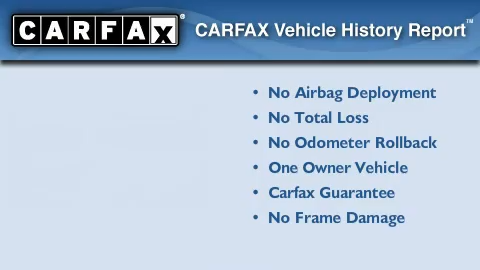 CARFAX® CARFAX Vehicle History Report™
• No Airbag Deployment
• No Total Loss
• No Odometer Rollback
• One Owner Vehicle
• Carfax Guarantee
• No Frame Damage